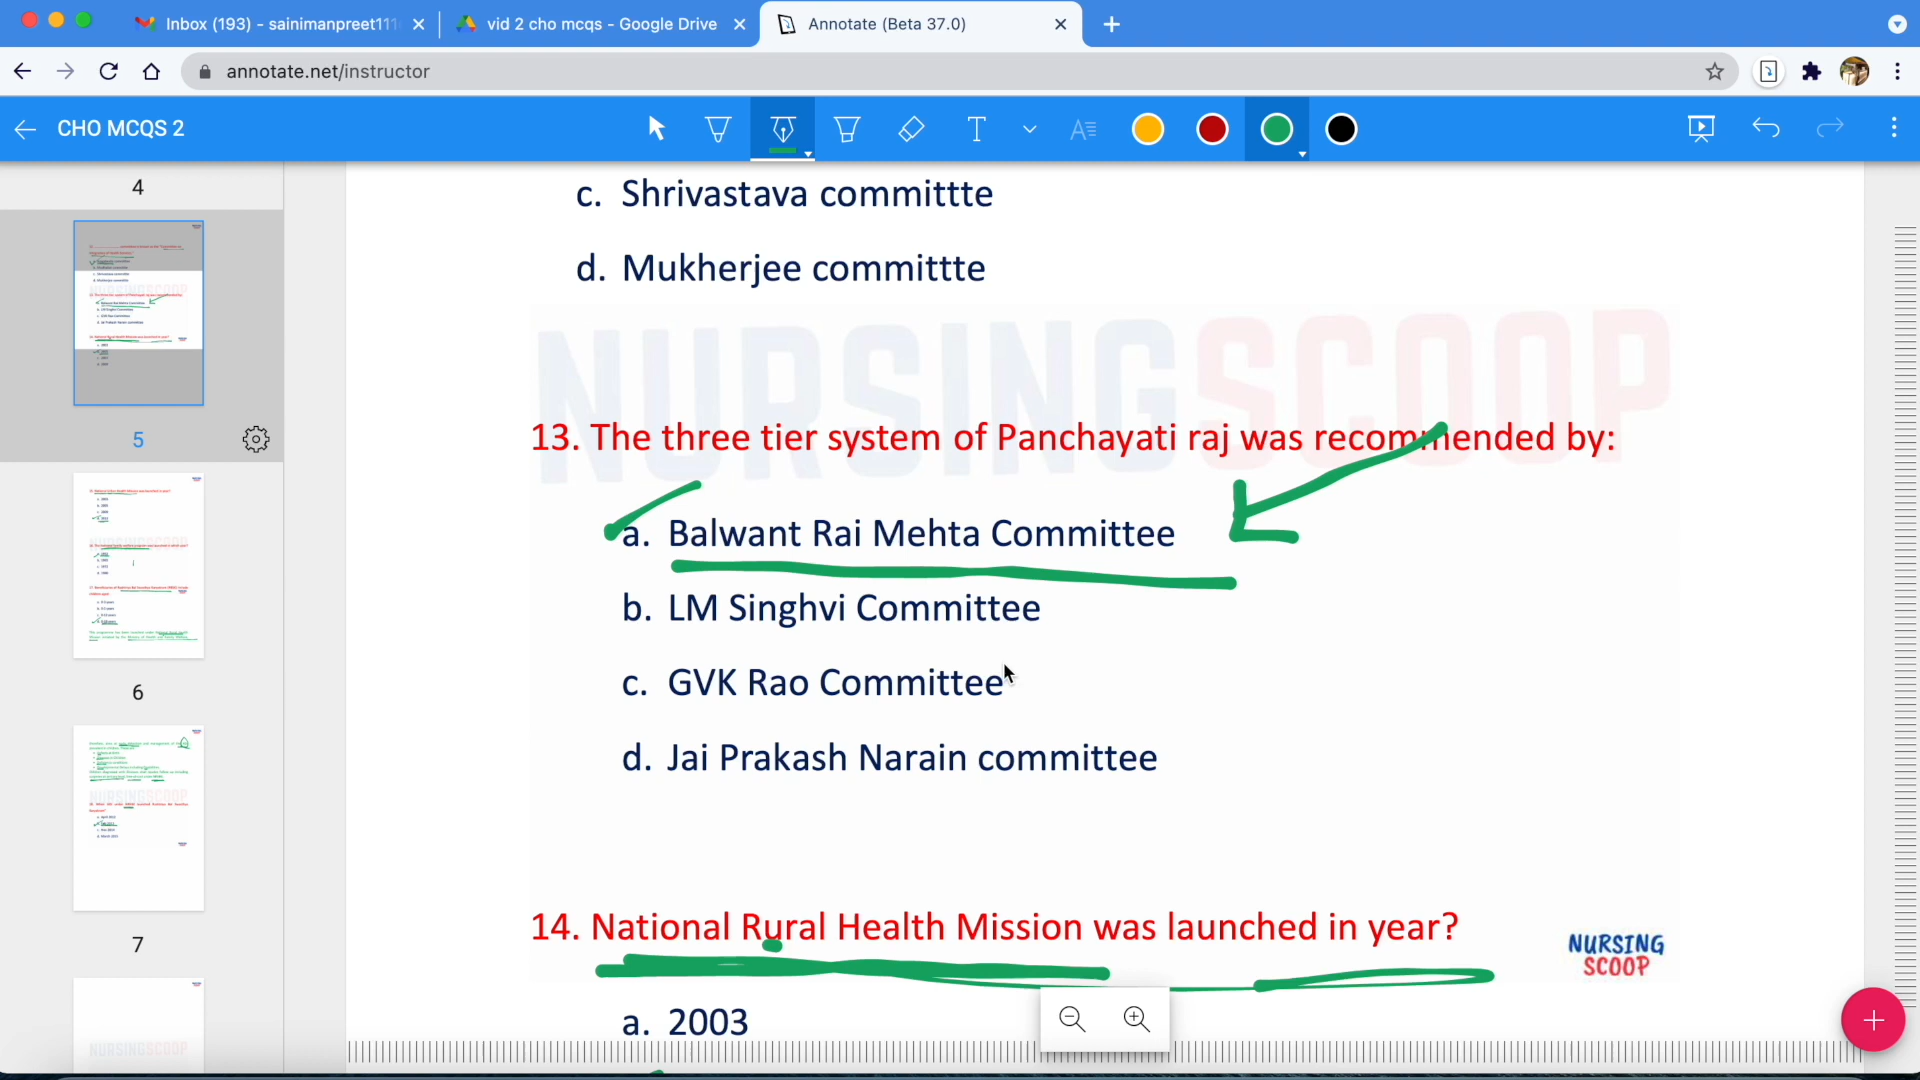 Inbox (193) - sainimanpreet111
vid 2 cho mcqs - Google Drive
Annotate (Beta 37.0)
annotate.net/instructor
CHO MCQS 2
4
5
6
7
c. Shrivastava committte
d. Mukherjee committte
NURSINGSCOOP
13. The three tier system of Panchayati raj was recommended by:
a. Balwant Rai Mehta Committee
b. LM Singhvi Committee
c. GVK Rao Committee
d. Jai Prakash Narain committee
14. National Rural Health Mission was launched in year?
NURSING
SCOOP
a. 2003